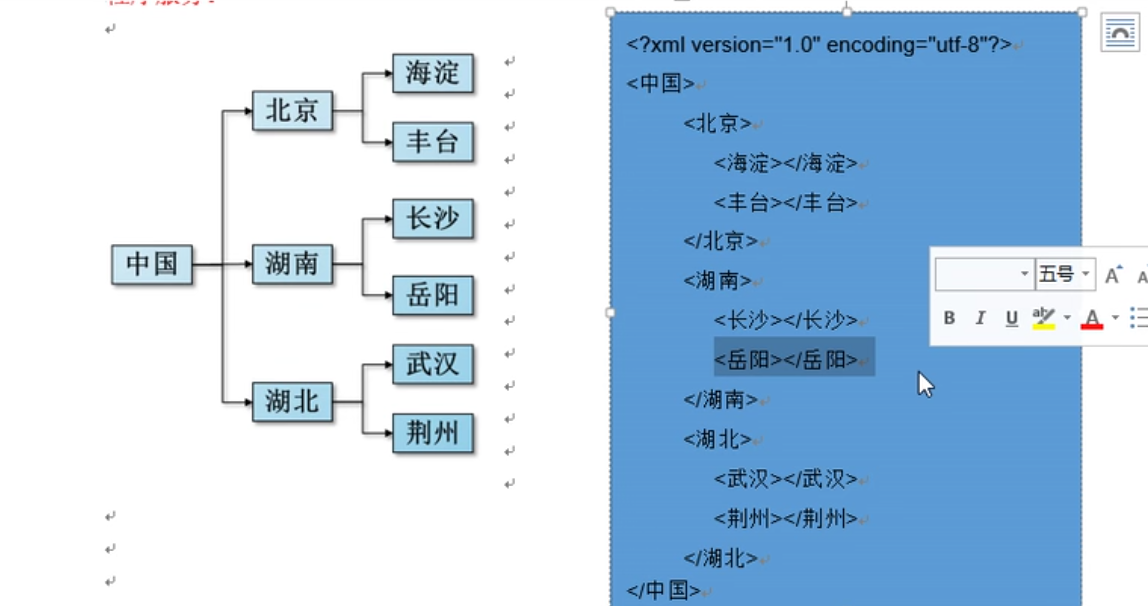 海淀
北京
丰台
长沙
中国
湖南
岳阳
武汉
湖北
荆州
<?xml version="1.0" encoding="utf-8"?>
<中国>
<北京>
<海淀></海淀>
<丰台></丰台>
</北京>
<湖南>
<长沙></长沙>
<岳阳></岳阳>
</湖南>
<湖北>
<武汉></武汉>
<荆州></荆州>
</湖北>
</中国>
五号
A
B I U aby A